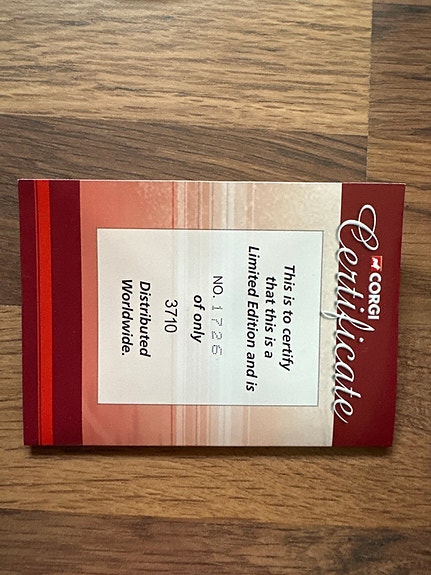 CORGI
Certificate
This is to certify
that this is a
Limited Edition and is
NO. 1726
of only
3710
Distributed
Worldwide.